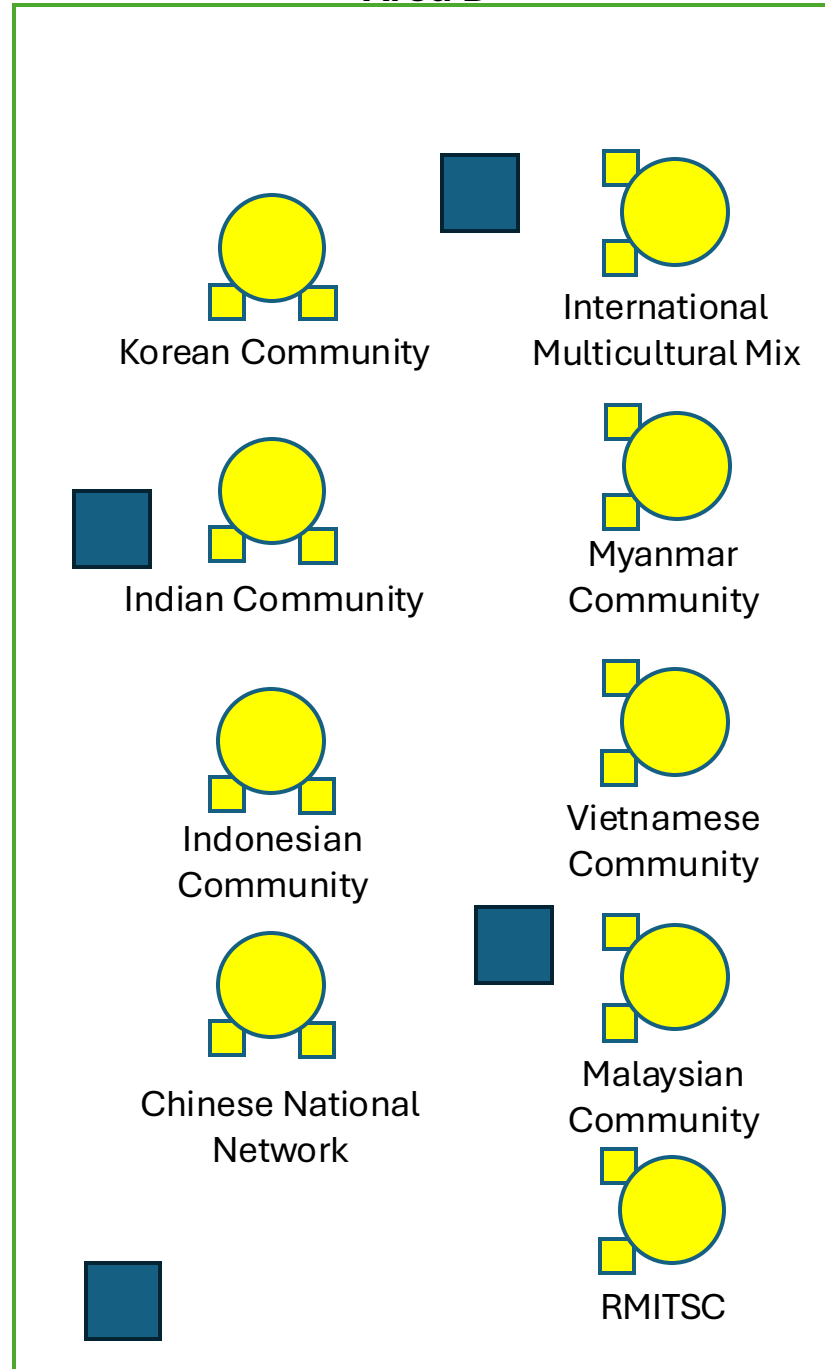 Korean Community
International
Multicultural Mix
Indian Community
Myanmar
Community
Indonesian
Community
Vietnamese
Community
Chinese National
Network
Malaysian
Community
RMITSC